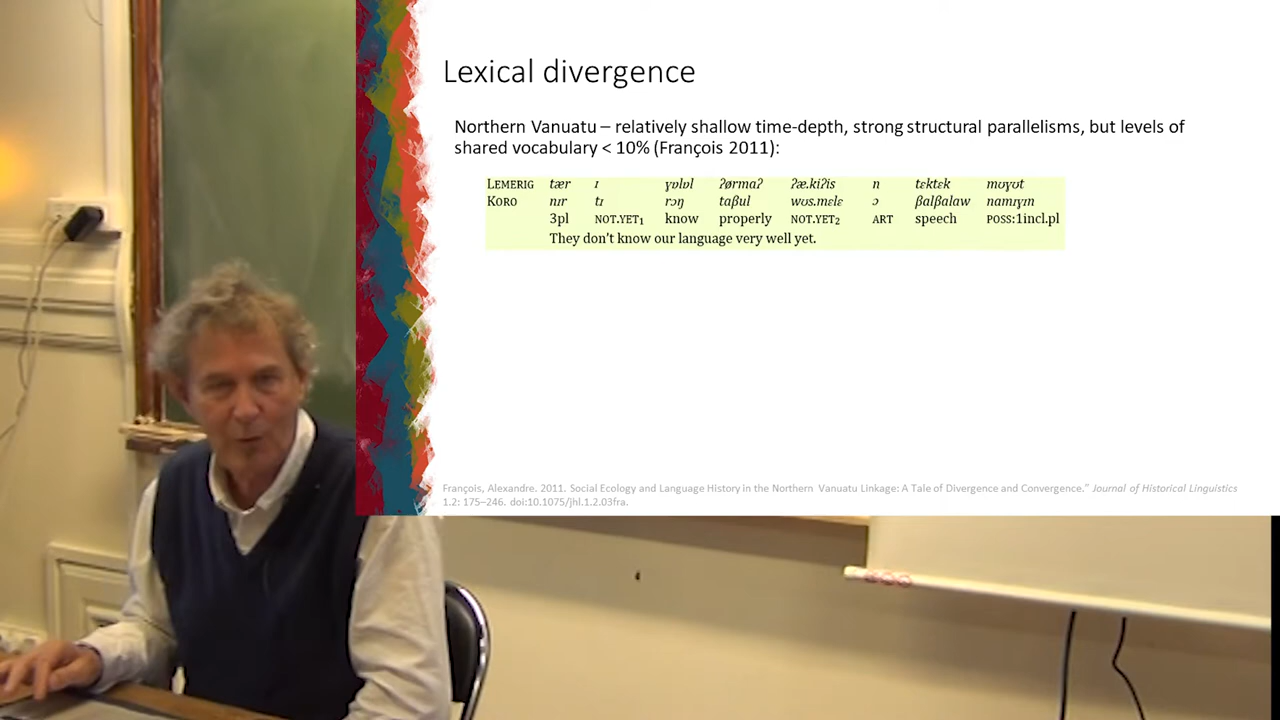 Lexical divergence
Northern Vanuatu – relatively shallow time-depth, strong structural parallelisms, but levels of
shared vocabulary < 10% (François 2011):
LEMERIG tær ɪ ɣɒlɒl ʔørmaʔ ʔæ.kiʔis n tɛktɛk mʊɣʊt
KORO nɪr tɪ rɔŋ taβul wʊs.mɛlɛ ɔ βalβalaw namɪɣɪn
3pl NOT.YET₁ know properly NOT.YET₂ ART speech POSS:1incl.pl
They don't know our language very well yet.
François, Alexandre. 2011. Social Ecology and Language History in the Northern Vanuatu Linkage: A Tale of Divergence and Convergence.” Journal of Historical Linguistics
1.2: 175–246. doi:10.1075/jhl.1.2.03fra.